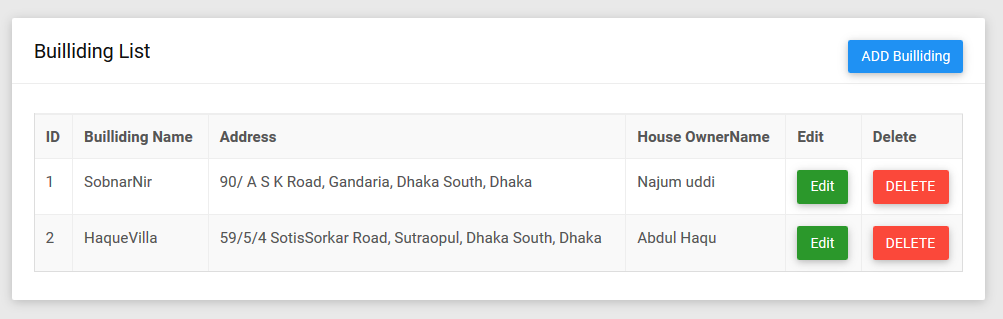 Builliding List
ADD Builliding
ID Builliding Name Address House OwnerName Edit Delete
1 SobnarNir 90/ A S K Road, Gandaria, Dhaka South, Dhaka Najum uddi Edit DELETE
2 HaqueVilla 59/5/4 SotisSorkar Road, Sutraopul, Dhaka South, Dhaka Abdul Haqu Edit DELETE